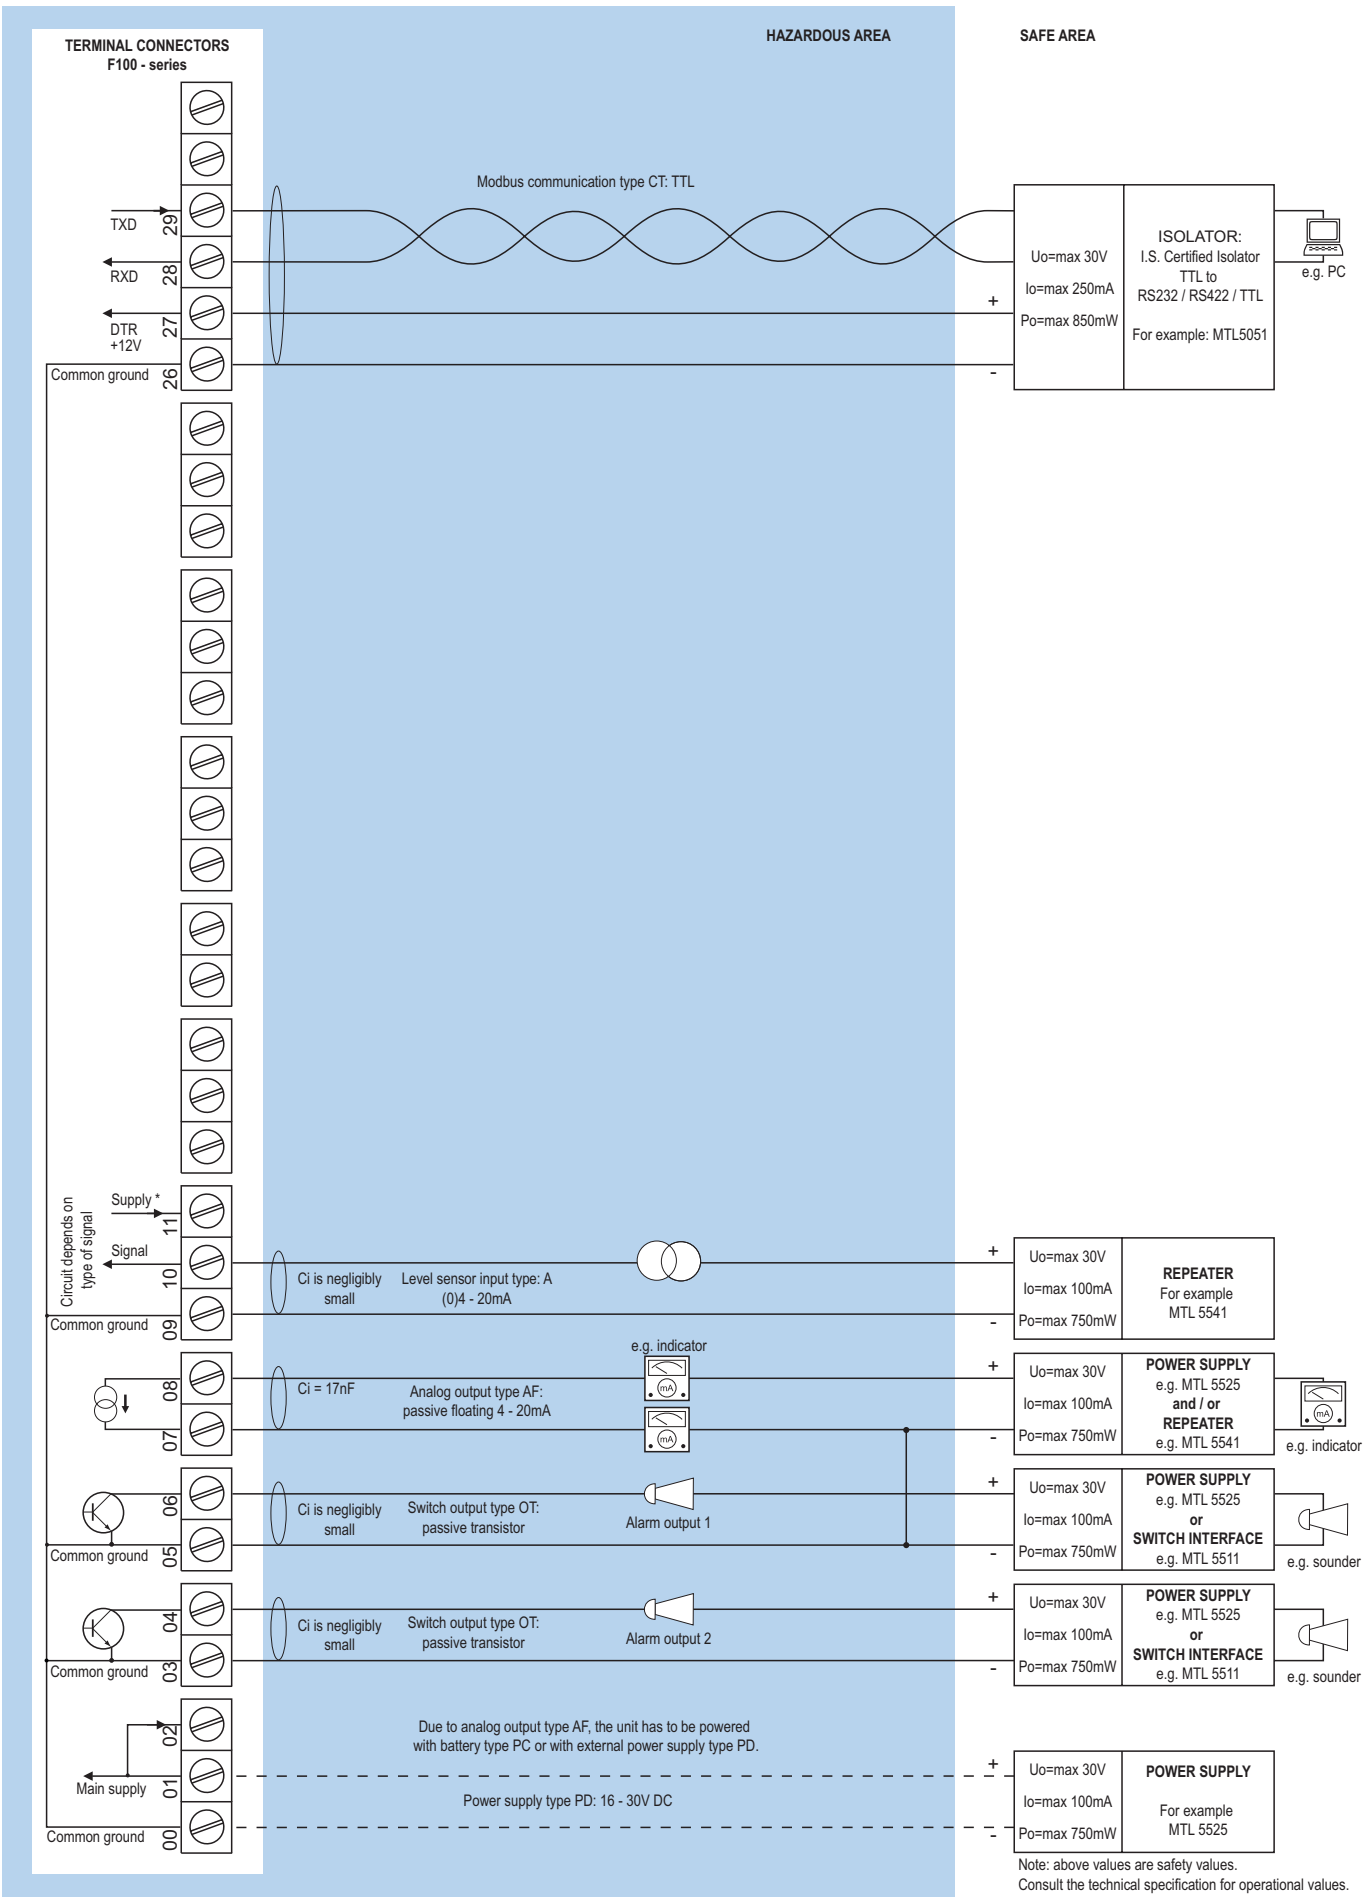 HAZARDOUS AREA
SAFE AREA
TERMINAL CONNECTORS
F100 - series
Modbus communication type CT: TTL
TXD
29
RXD
28
DTR
+12V
27
Common ground
26
+
-
Uo=max 30V
Io=max 250mA
Po=max 850mW
ISOLATOR:
I.S. Certified Isolator
TTL to
RS232 / RS422 / TTL
For example: MTL5051
e.g. PC
Circuit depends on
type of signal
Supply *
11
Signal
10
Common ground
09
Ci is negligibly
small
Level sensor input type: A
(0)4 - 20mA
+
-
Uo=max 30V
Io=max 100mA
Po=max 750mW
REPEATER
For example
MTL 5541
08
07
Ci = 17nF
Analog output type AF:
passive floating 4 - 20mA
e.g. indicator
mA
mA
+
-
Uo=max 30V
Io=max 100mA
Po=max 750mW
POWER SUPPLY
e.g. MTL 5525
and / or
REPEATER
e.g. MTL 5541
mA
e.g. indicator
06
Common ground
05
Ci is negligibly
small
Switch output type OT:
passive transistor
Alarm output 1
+
-
Uo=max 30V
Io=max 100mA
Po=max 750mW
POWER SUPPLY
e.g. MTL 5525
or
SWITCH INTERFACE
e.g. MTL 5511
e.g. sounder
04
Common ground
03
Ci is negligibly
small
Switch output type OT:
passive transistor
Alarm output 2
+
-
Uo=max 30V
Io=max 100mA
Po=max 750mW
POWER SUPPLY
e.g. MTL 5525
or
SWITCH INTERFACE
e.g. MTL 5511
e.g. sounder
02
Main supply
01
Common ground
00
Due to analog output type AF, the unit has to be powered
with battery type PC or with external power supply type PD.
Power supply type PD: 16 - 30V DC
+
-
Uo=max 30V
Io=max 100mA
Po=max 750mW
POWER SUPPLY
For example
MTL 5525
Note: above values are safety values.
Consult the technical specification for operational values.